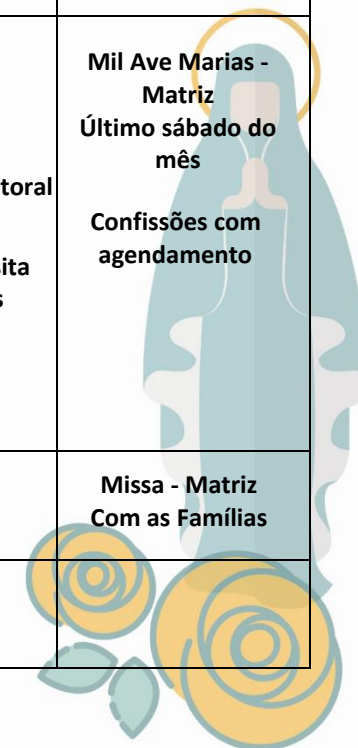 Mil Ave Marias -
Matriz
Último sábado do
mês
Confissões com
agendamento
Missa - Matriz
Com as Famílias